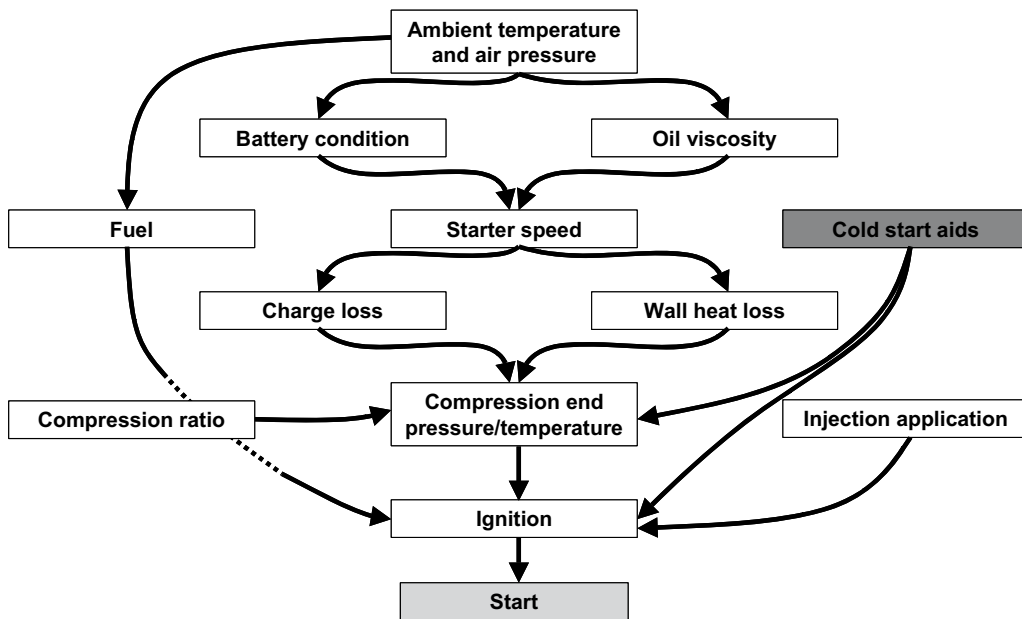 Ambient temperature
and air pressure
Battery condition
Oil viscosity
Fuel
Starter speed
Cold start aids
Charge loss
Wall heat loss
Compression ratio
Compression end
pressure/temperature
Injection application
Ignition
Start